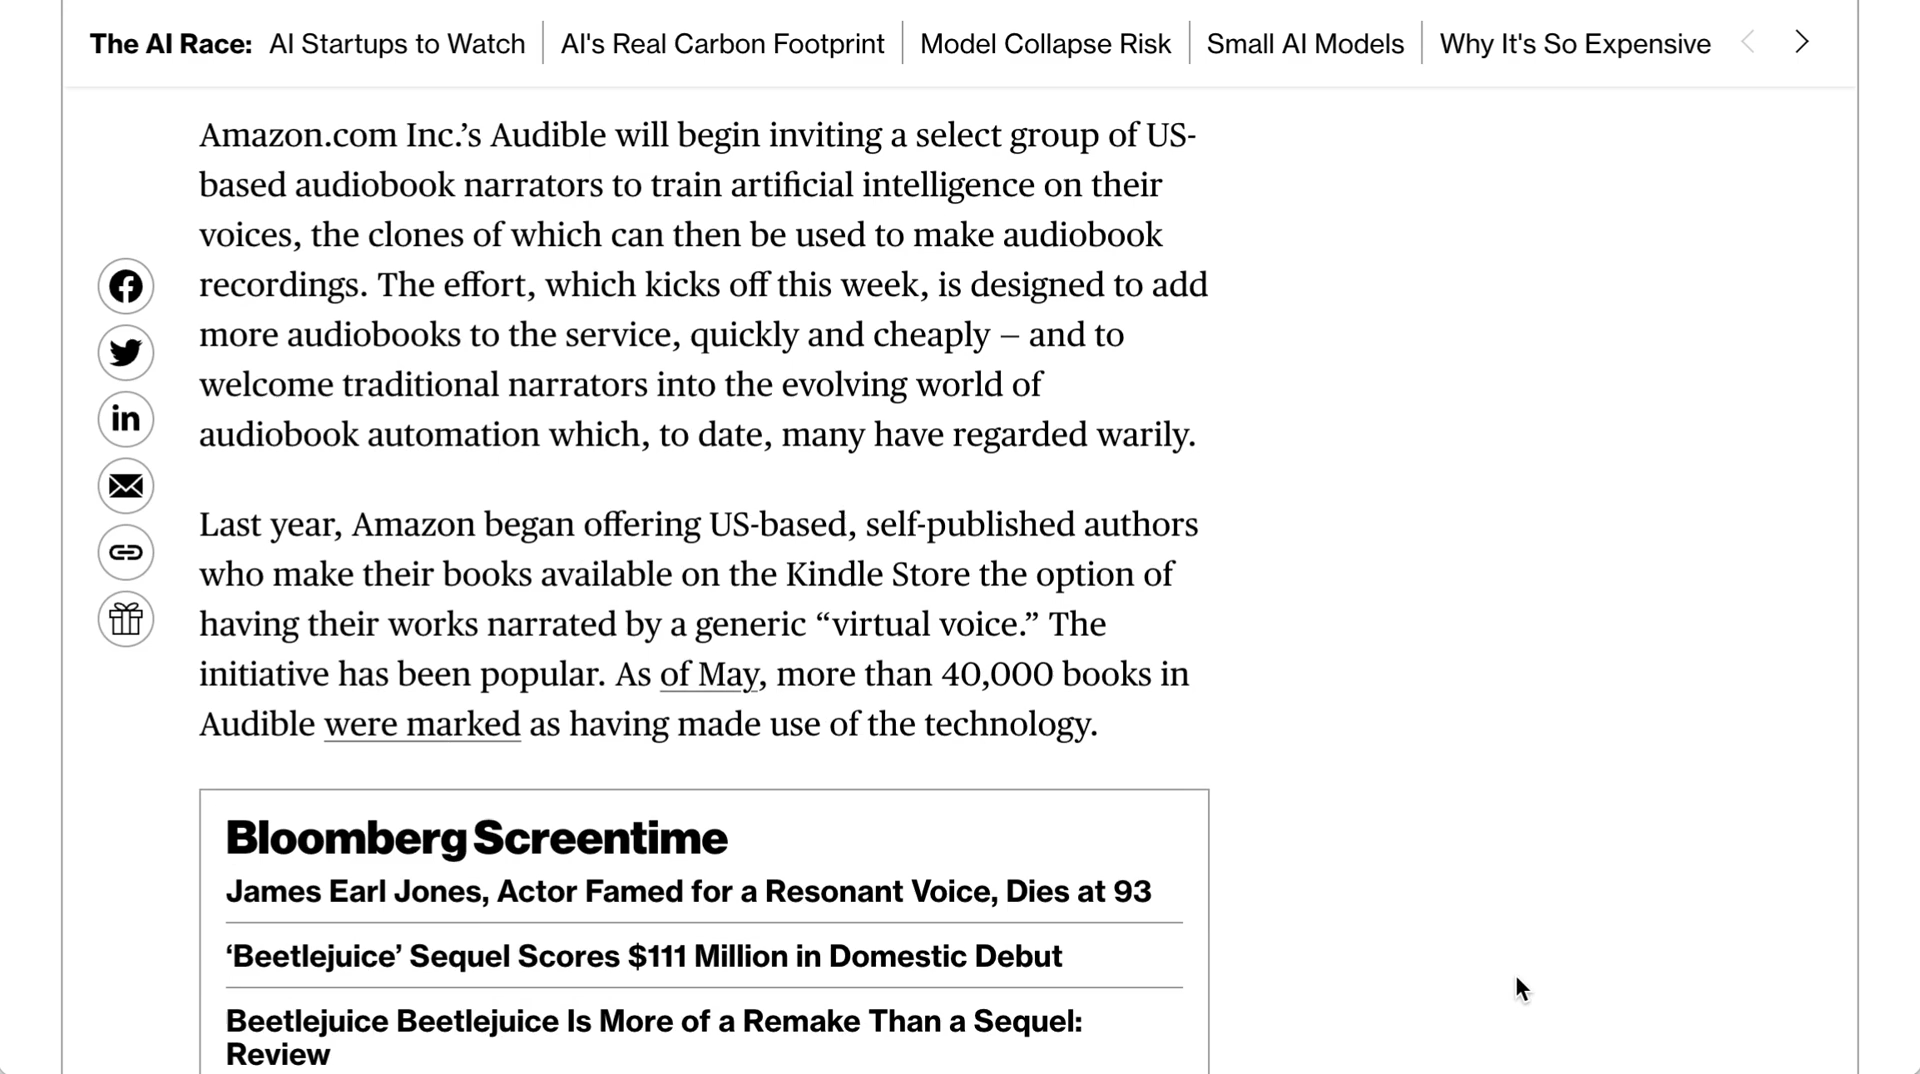 The AI Race: AI Startups to Watch AI's Real Carbon Footprint Model Collapse Risk Small AI Models Why It's So Expensive
Amazon.com Inc.’s Audible will begin inviting a select group of US-
based audiobook narrators to train artificial intelligence on their
voices, the clones of which can then be used to make audiobook
recordings. The effort, which kicks off this week, is designed to add
more audiobooks to the service, quickly and cheaply – and to
welcome traditional narrators into the evolving world of
audiobook automation which, to date, many have regarded warily.
Last year, Amazon began offering US-based, self-published authors
who make their books available on the Kindle Store the option of
having their works narrated by a generic “virtual voice.” The
initiative has been popular. As of May, more than 40,000 books in
Audible were marked as having made use of the technology.
Bloomberg Screentime
James Earl Jones, Actor Famed for a Resonant Voice, Dies at 93
‘Beetlejuice’ Sequel Scores $111 Million in Domestic Debut
Beetlejuice Beetlejuice Is More of a Remake Than a Sequel:
Review